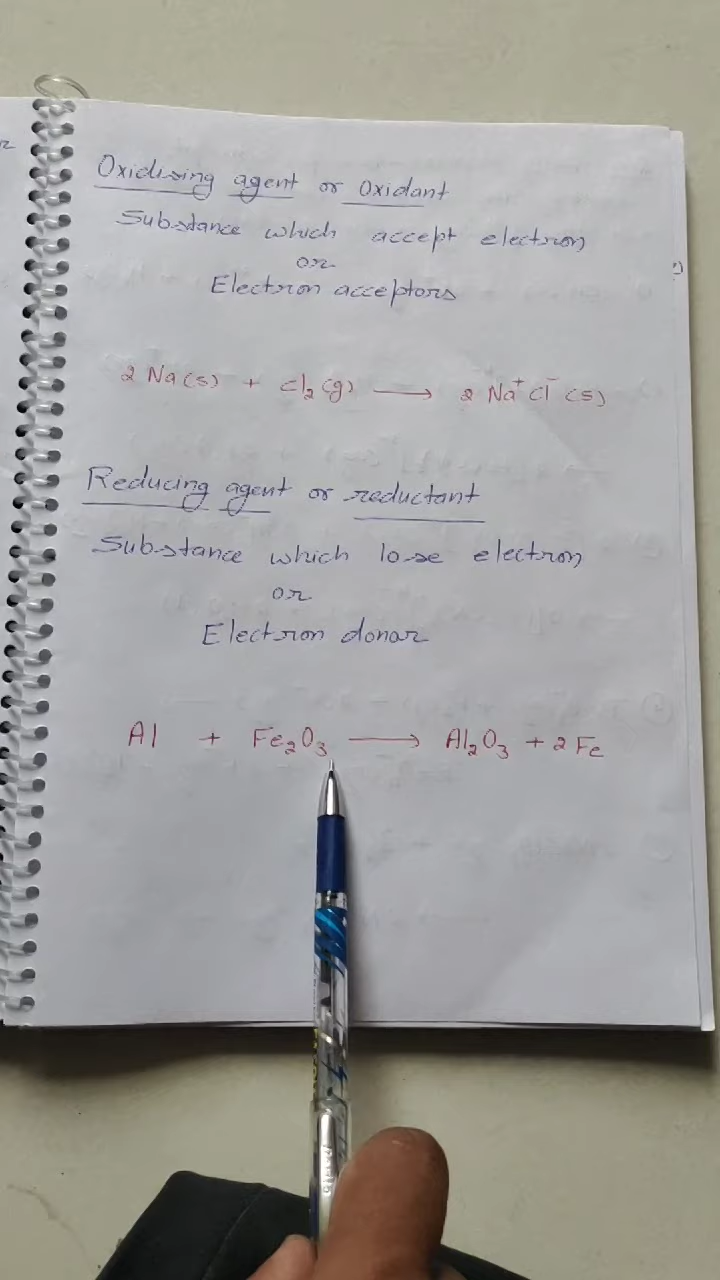 Oxidising agent or Oxidant
Substance which accept electron
or
Electron acceptors
2 Na(s) + Cl₂(g) ⟶ 2 Na⁺Cl⁻(s)
Reducing agent or reductant
Substance which lose electron
or
Electron donar
Al + Fe₂O₃ ⟶ Al₂O₃ + 2 Fe